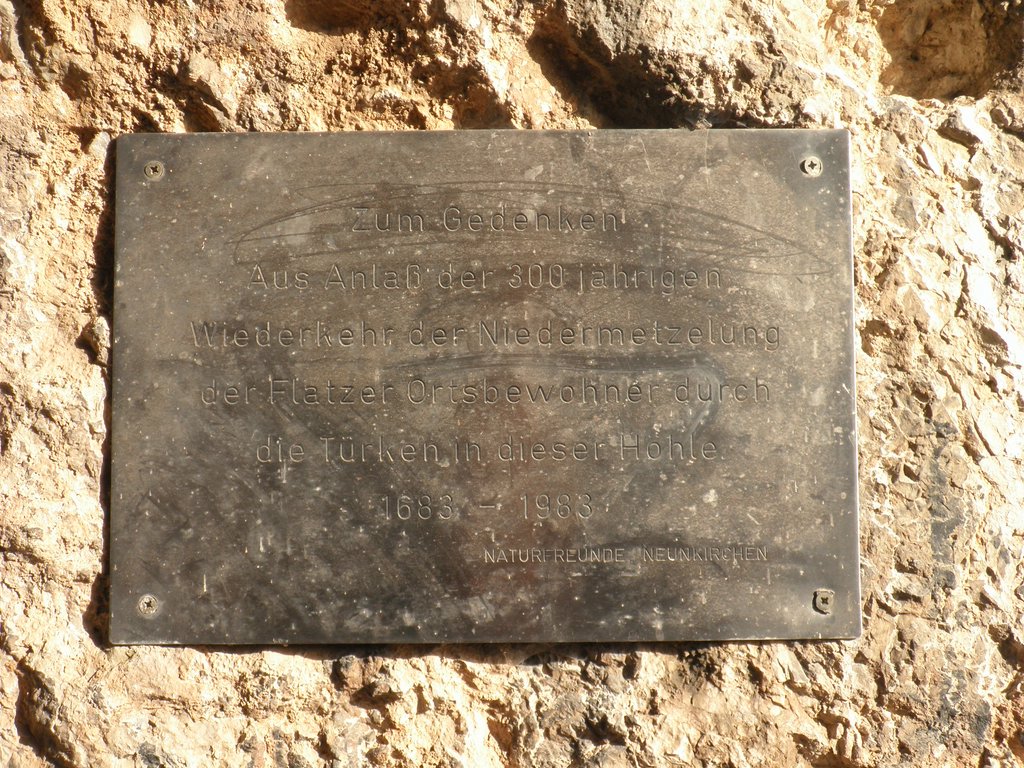 Zum Gedenken
Aus Anlaß der 300 jährigen
Wiederkehr der Niedermetzelung
der Flatzer Ortsbewohner durch
die Türken in dieser Höhle.
1683 - 1983
NATURFREUNDE NEUNKIRCHEN